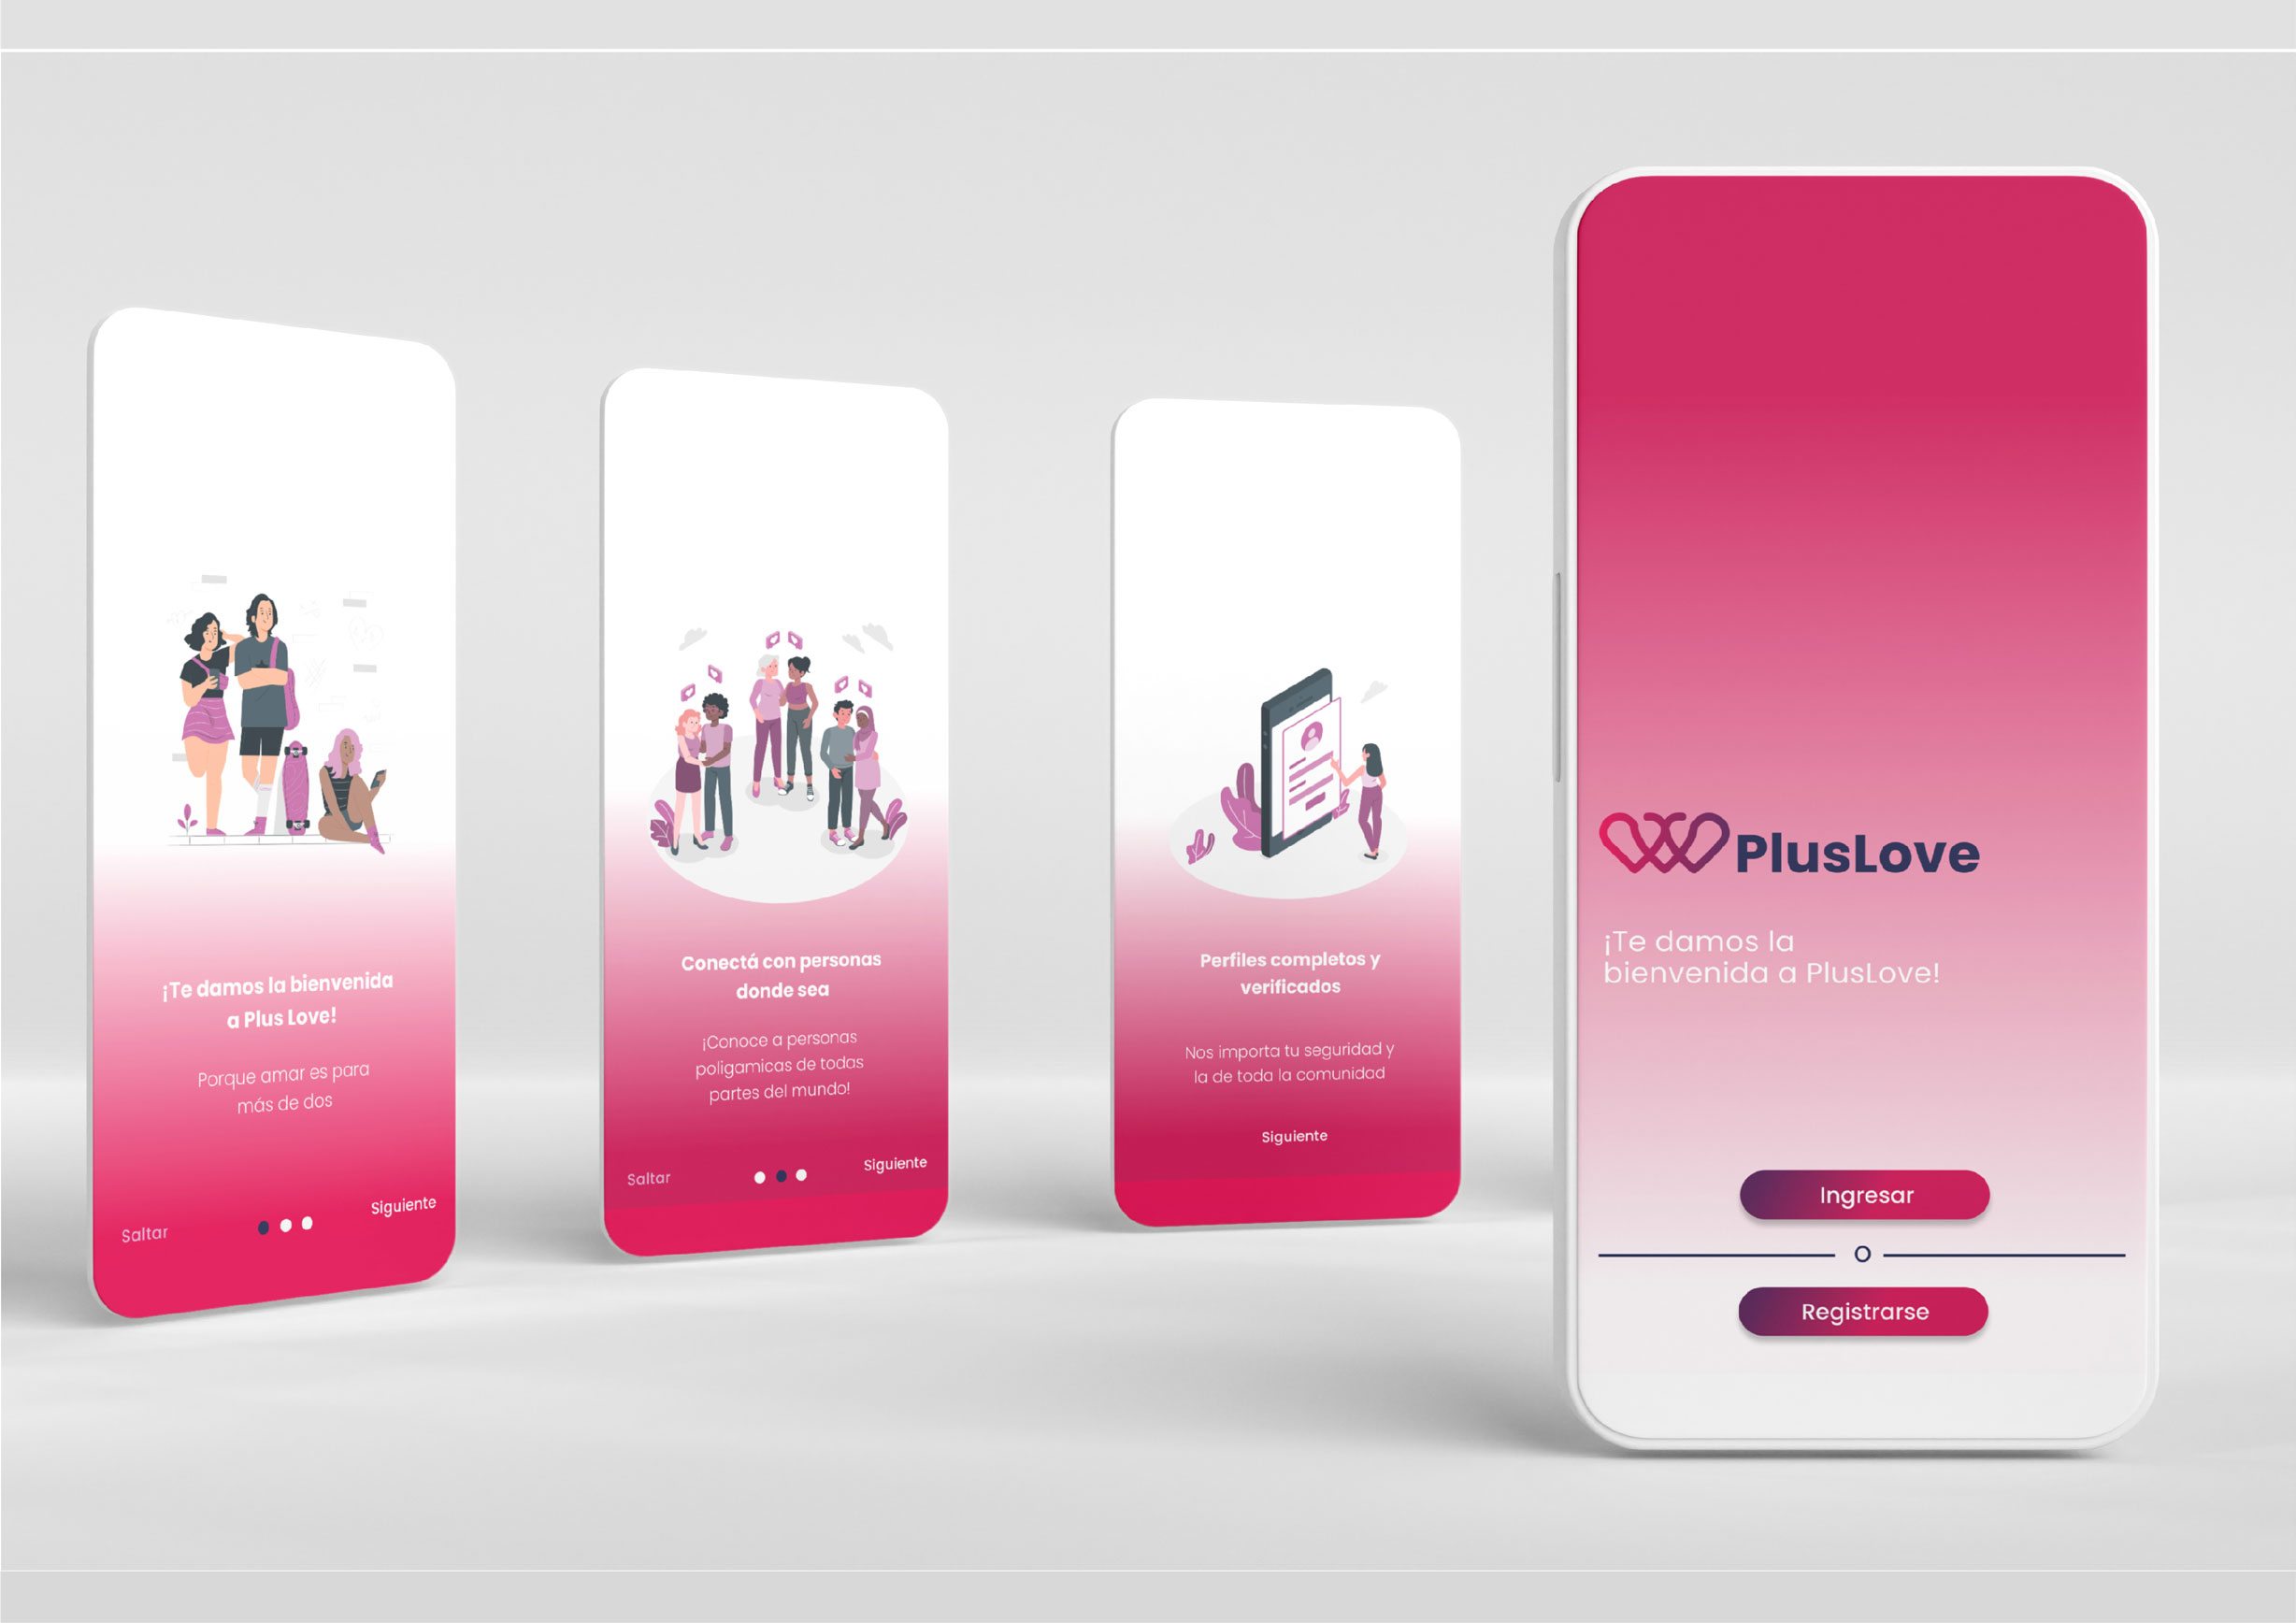 ¡Te damos la bienvenida
a Plus Love!
Porque amar es para
más de dos
Saltar
Siguiente
Conectá con personas
donde sea
¡Conoce a personas
poligamicas de todas
partes del mundo!
Saltar
Siguiente
Perfiles completos y
verificados
Nos importa tu seguridad y
la de toda la comunidad
Siguiente
PlusLove
¡Te damos la
bienvenida a PlusLove!
Ingresar
O
Registrarse